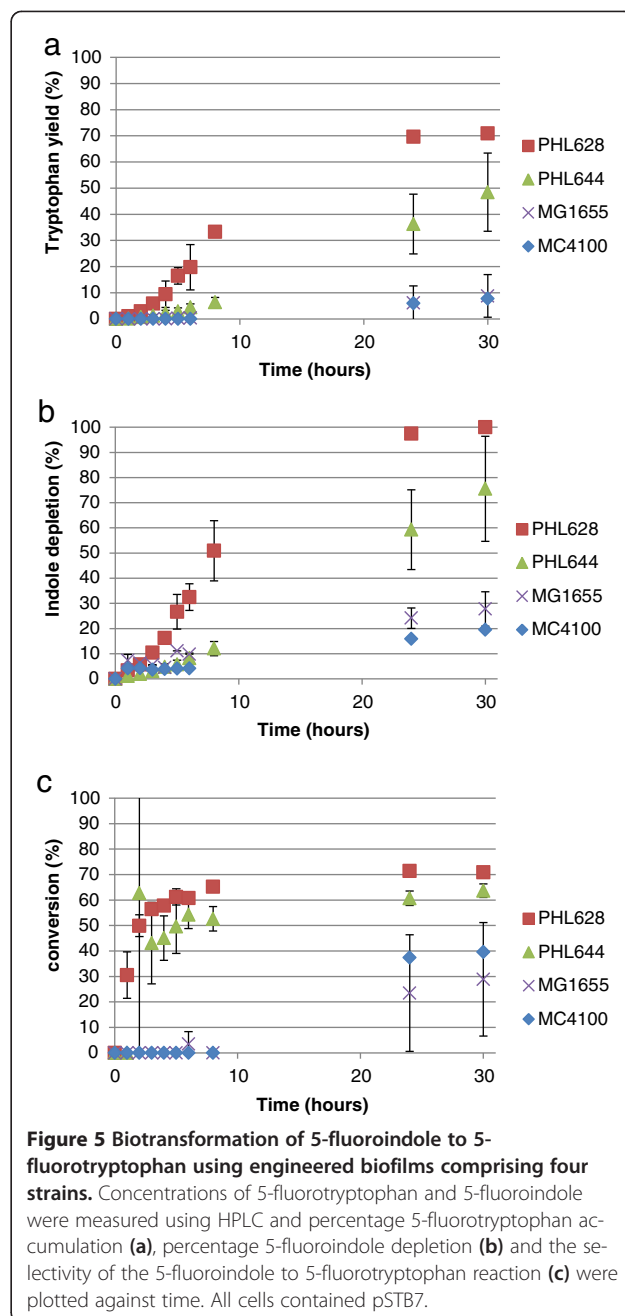 a
100
90
80
70
60
50
40
30
20
10
0
Tryptophan yield (%)
0 10 20 30
Time (hours)
PHL628
PHL644
MG1655
MC4100
b
100
90
80
70
60
50
40
30
20
10
0
Indole depletion (%)
0 10 20 30
Time (hours)
PHL628
PHL644
MG1655
MC4100
c
100
90
80
70
60
50
40
30
20
10
0
conversion (%)
0 10 20 30
Time (hours)
PHL628
PHL644
MG1655
MC4100
Figure 5 Biotransformation of 5-fluoroindole to 5-
fluorotryptophan using engineered biofilms comprising four
strains. Concentrations of 5-fluorotryptophan and 5-fluoroindole
were measured using HPLC and percentage 5-fluorotryptophan ac-
cumulation (a), percentage 5-fluoroindole depletion (b) and the se-
lectivity of the 5-fluoroindole to 5-fluorotryptophan reaction (c) were
plotted against time. All cells contained pSTB7.